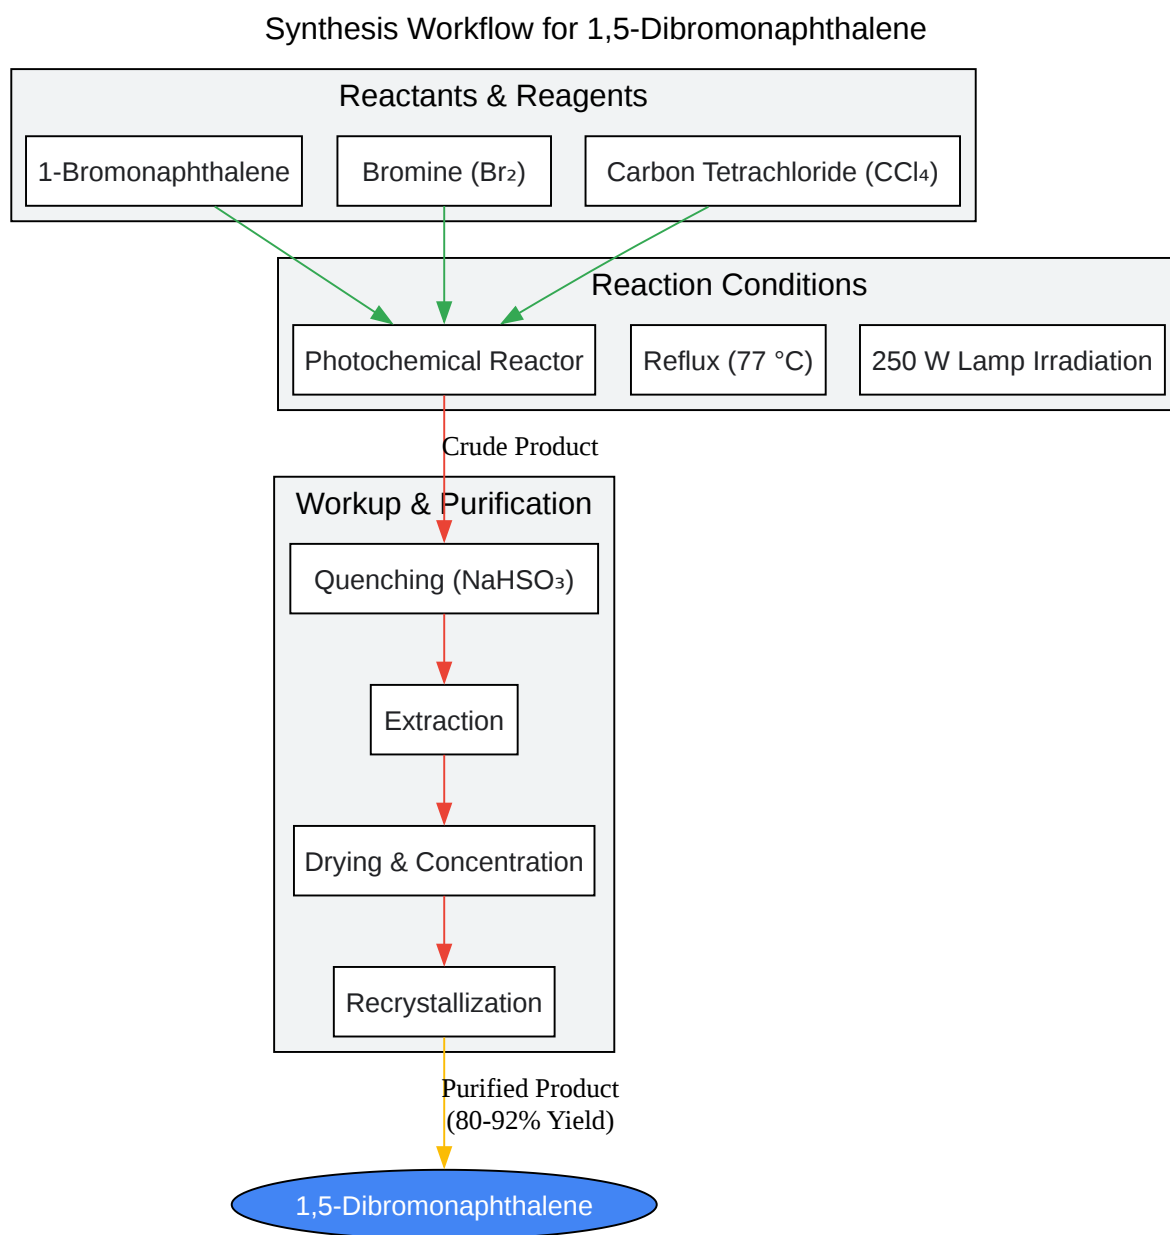 Synthesis Workflow for 1,5-Dibromonaphthalene
Reactants & Reagents
1-Bromonaphthalene
Bromine (Br₂)
Carbon Tetrachloride (CCl₄)
Reaction Conditions
Photochemical Reactor
Reflux (77 °C)
250 W Lamp Irradiation
Crude Product
Workup & Purification
Quenching (NaHSO₃)
Extraction
Drying & Concentration
Recrystallization
Purified Product
(80-92% Yield)
1,5-Dibromonaphthalene